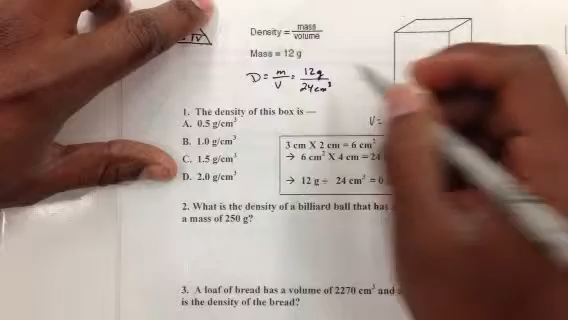 Density = mass
volume
Mass = 12 g
D = m/v = 12g/24cm³
1. The density of this box is —
A. 0.5 g/cm³
V =
B. 1.0 g/cm³
C. 1.5 g/cm³
D. 2.0 g/cm³
3 cm X 2 cm = 6 cm²
→ 6 cm² X 4 cm = 24
→ 12 g ÷ 24 cm³ = 0
2. What is the density of a billiard ball that has
a mass of 250 g?
3. A loaf of bread has a volume of 2270 cm³ and
is the density of the bread?